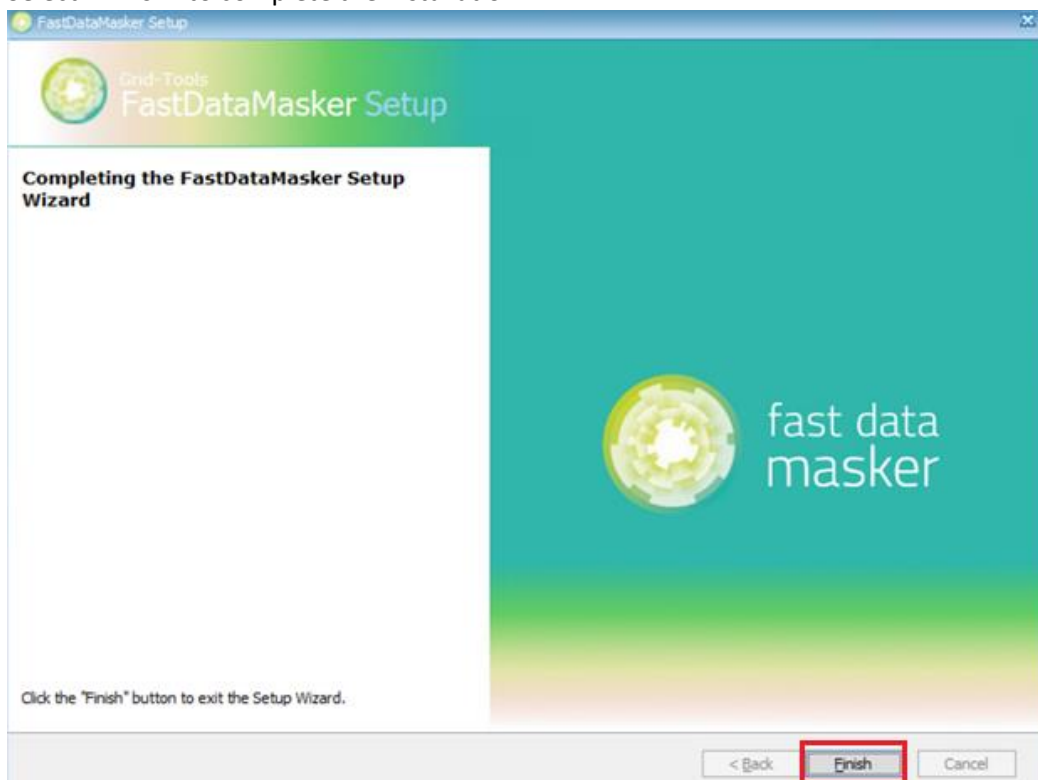 FastDataMasker Setup
Grid-Tools
FastDataMasker Setup
Completing the FastDataMasker Setup
Wizard
fast data
masker
Click the "Finish" button to exit the Setup Wizard.
< Back
Finish
Cancel